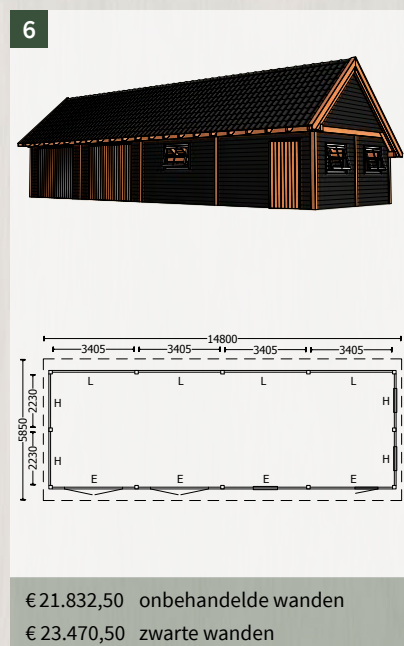 6
14800
3405 3405 3405 3405
L L L L
H H
2230
5850
2230
H H
E E E E
€ 21.832,50 onbehandelde wanden
€ 23.470,50 zwarte wanden